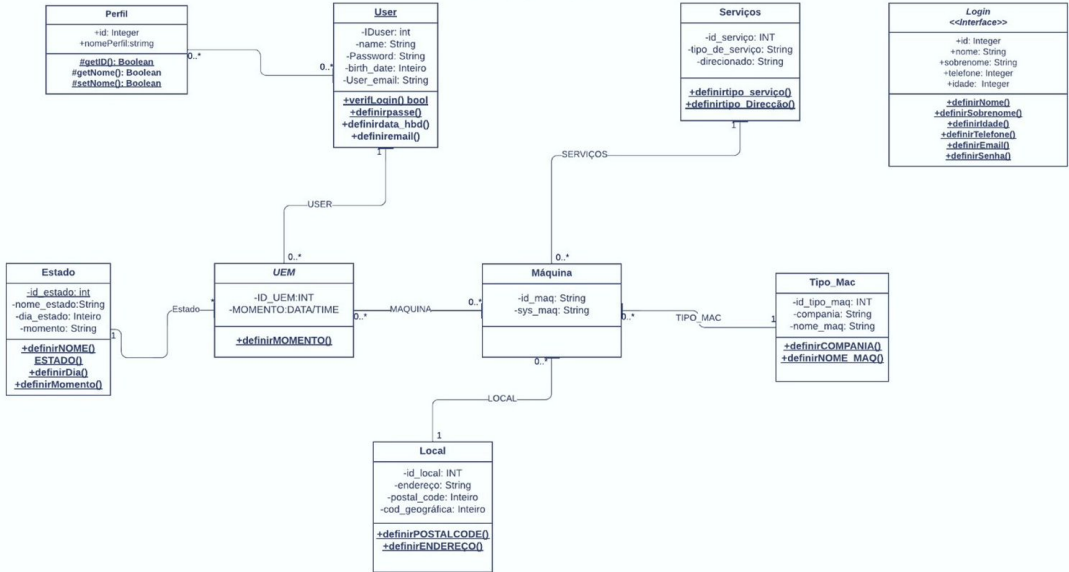 Perfil
+id: Integer
+nomePerfil:strimg
#getID(): Boolean
#getNome(): Boolean
#setNome(): Boolean
0..*
0..*
User
-IDuser: int
-name: String
-Password: String
-birth_date: Inteiro
-User_email: String
+verifLogin() bool
+definirpasse()
+definirdata_hbd()
+definiremail()
1
USER
0..*
Serviços
-id_serviço: INT
-tipo_de_serviço: String
-direcionado: String
+definirtipo_serviço()
+definirtipo_Direcção()
1
SERVIÇOS
0..*
Login
<<Interface>>
+id: Integer
+nome: String
+sobrenome: String
+telefone: Integer
+idade: Integer
+definirNome()
+definirSobrenome()
+definirIdade()
+definirTelefone()
+definirEmail()
+definirSenha()
Estado
-id_estado: int
-nome_estado:String
-dia_estado: Inteiro
-momento: String
+definirNOME()
ESTADO()
+definirDia()
+definirMomento()
1
Estado
*
UEM
-ID_UEM:INT
-MOMENTO:DATA/TIME
+definirMOMENTO()
0..*
MAQUINA
0..*
Máquina
-id_maq: String
-sys_maq: String
0..*
TIPO_MAC
1
Tipo_Mac
-id_tipo_maq: INT
-compania: String
-nome_maq: String
+definirCOMPANIA()
+definirNOME_MAQ()
0..*
LOCAL
1
Local
-id_local: INT
-endereço: String
-postal_code: Inteiro
-cod_geográfica: Inteiro
+definirPOSTALCODE()
+definirENDEREÇO()